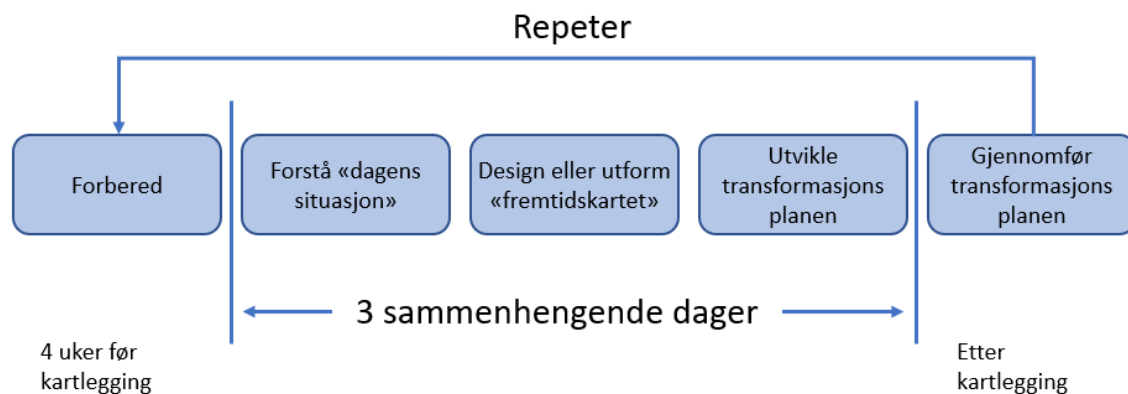 Repeter
Forbered
Forstå «dagens
situasjon»
Design eller utform
«fremtidskartet»
Utvikle
transformasjons
planen
Gjennomfør
transformasjons
planen
3 sammenhengende dager
4 uker før
kartlegging
Etter
kartlegging